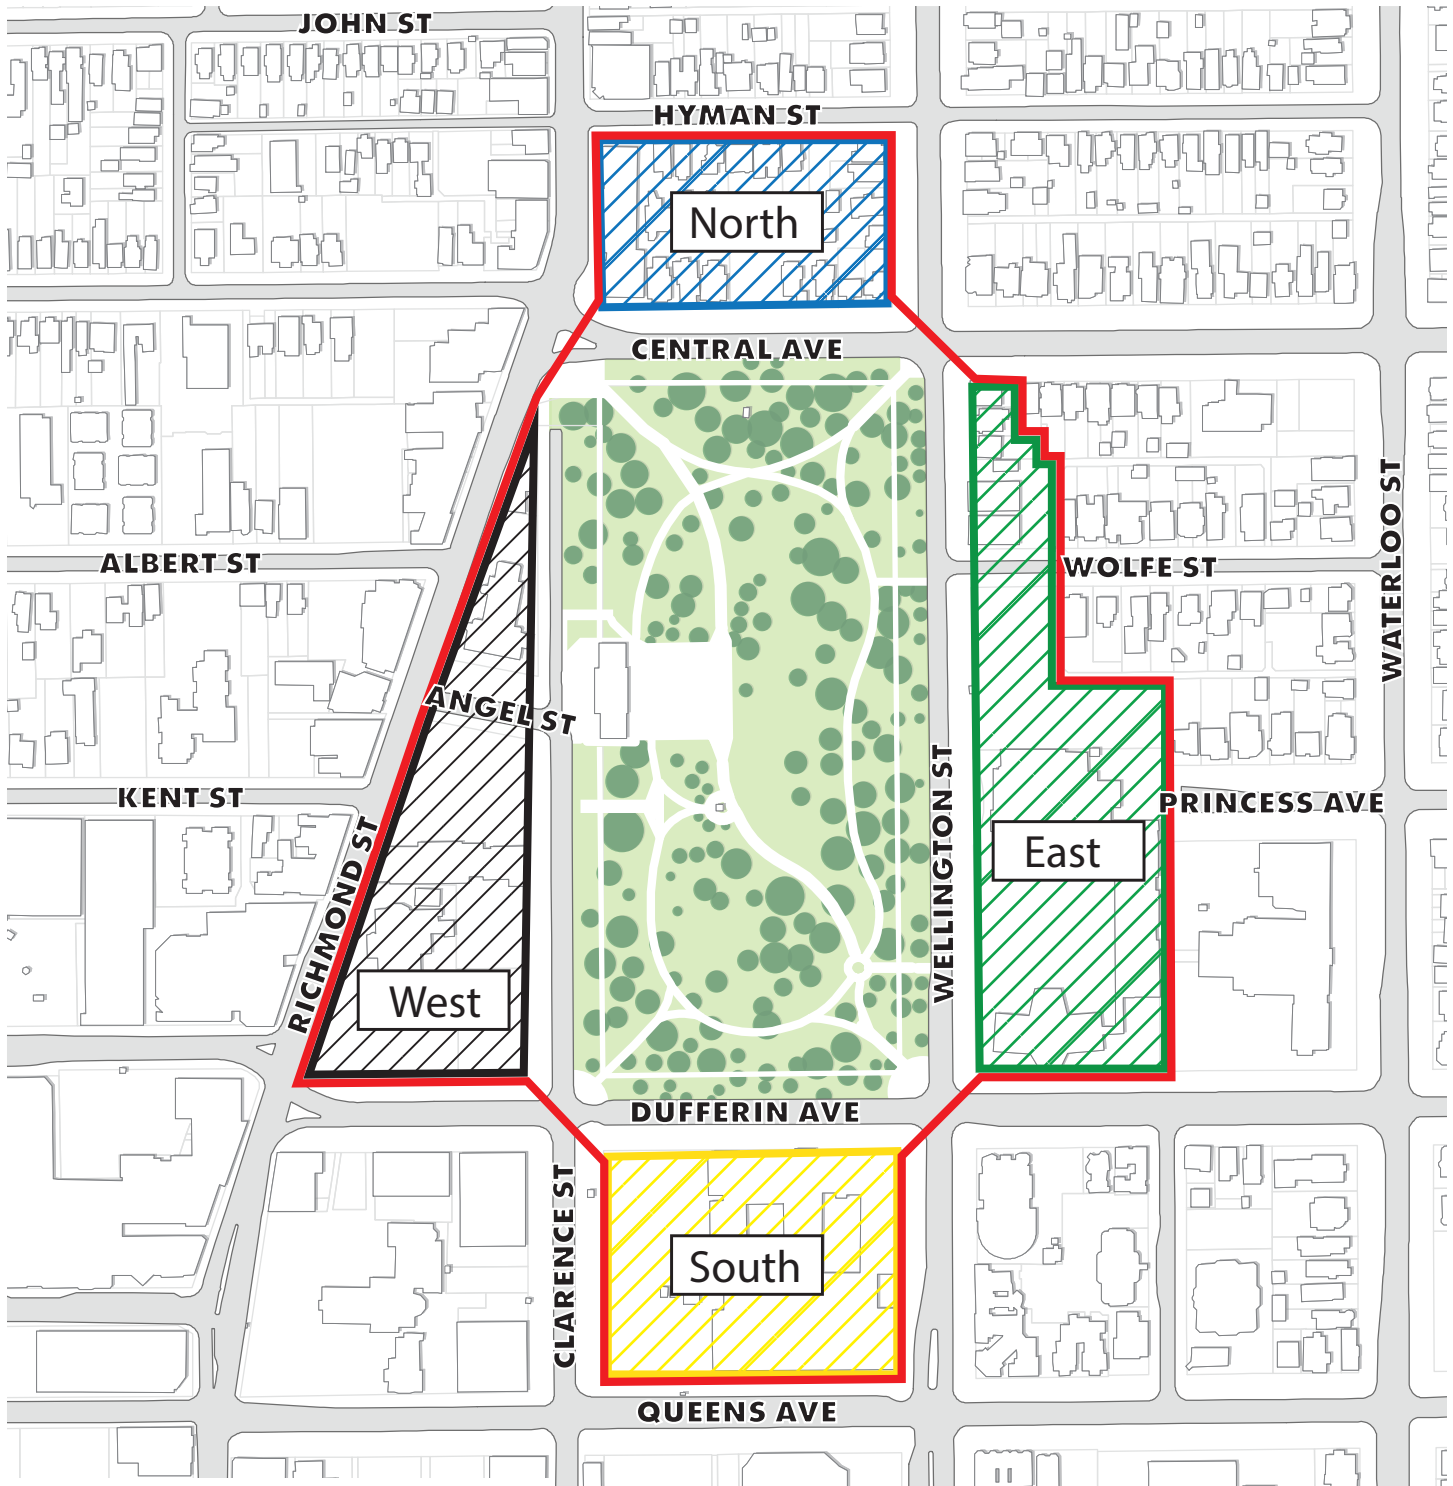 JOHN ST
HYMAN ST
North
CENTRAL AVE
ALBERT ST
WOLFE ST
WATERLOO ST
ANGEL ST
KENT ST
PRINCESS AVE
RICHMOND ST
WELLINGTON ST
East
West
DUFFERIN AVE
CLARENCE ST
South
QUEENS AVE